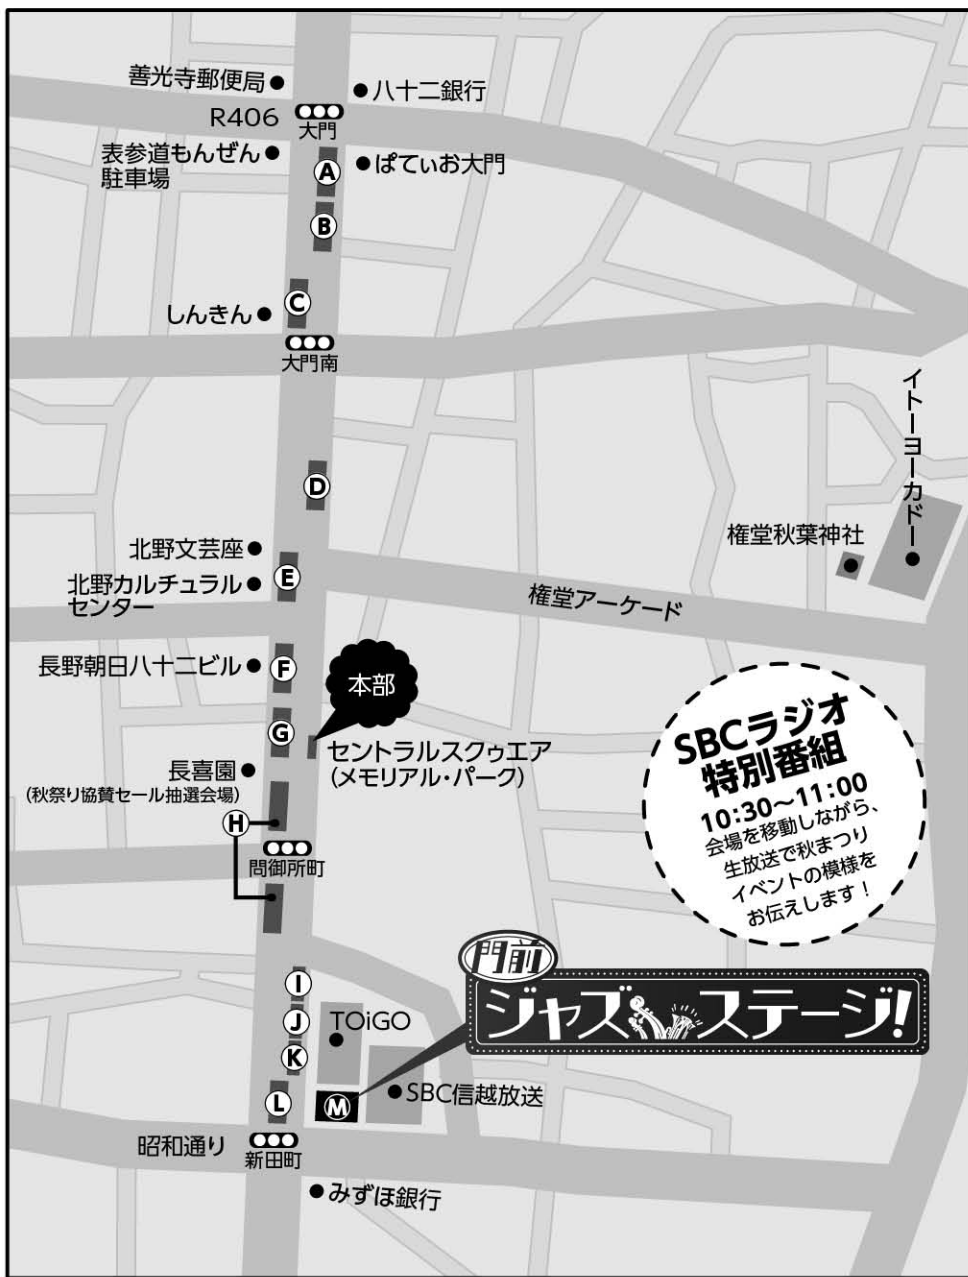 善光寺郵便局
八十二銀行
R406
大門
表参道もんぜん
駐車場
ぱてぃお大門
A
B
C
しんきん
大門南
イトーヨーカドー
D
権堂秋葉神社
北野文芸座
E
北野カルチュラル
センター
権堂アーケード
長野朝日八十二ビル
F
本部
G
セントラルスクゥエア
(メモリアル・パーク)
長喜園
(秋祭り協賛セール抽選会場)
H
問御所町
SBCラジオ
特別番組
10:30〜11:00
会場を移動しながら、
生放送で秋まつり
イベントの模様を
お伝えします!
門前
ジャズステージ!
I
J
TOiGO
K
L
M
SBC信越放送
昭和通り
新田町
みずほ銀行